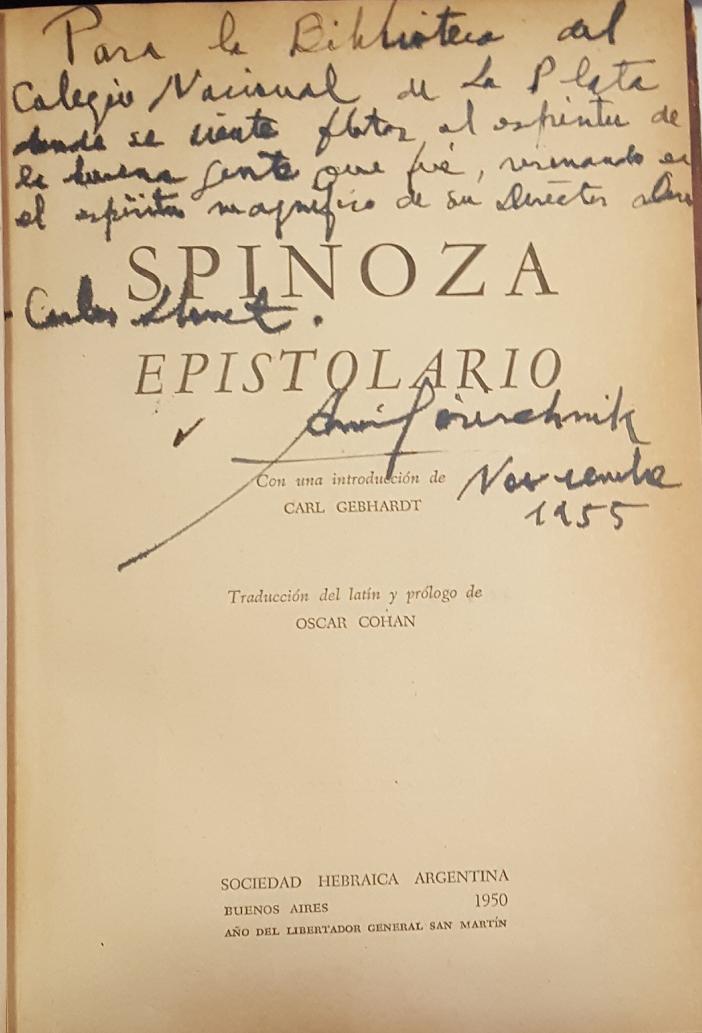 Para la Biblioteca del
Colegio Nacional de La Plata
donde se siente flotar el espíritu de
la buena gente que fué,
el espíritu magnífico de su Director
SPINOZA
- Carlos
EPISTOLARIO
Con una introducción de
CARL GEBHARDT
Noviembre
1955
Traducción del latín y prólogo de
OSCAR COHAN
SOCIEDAD HEBRAICA ARGENTINA
BUENOS AIRES 1950
AÑO DEL LIBERTADOR GENERAL SAN MARTÍN